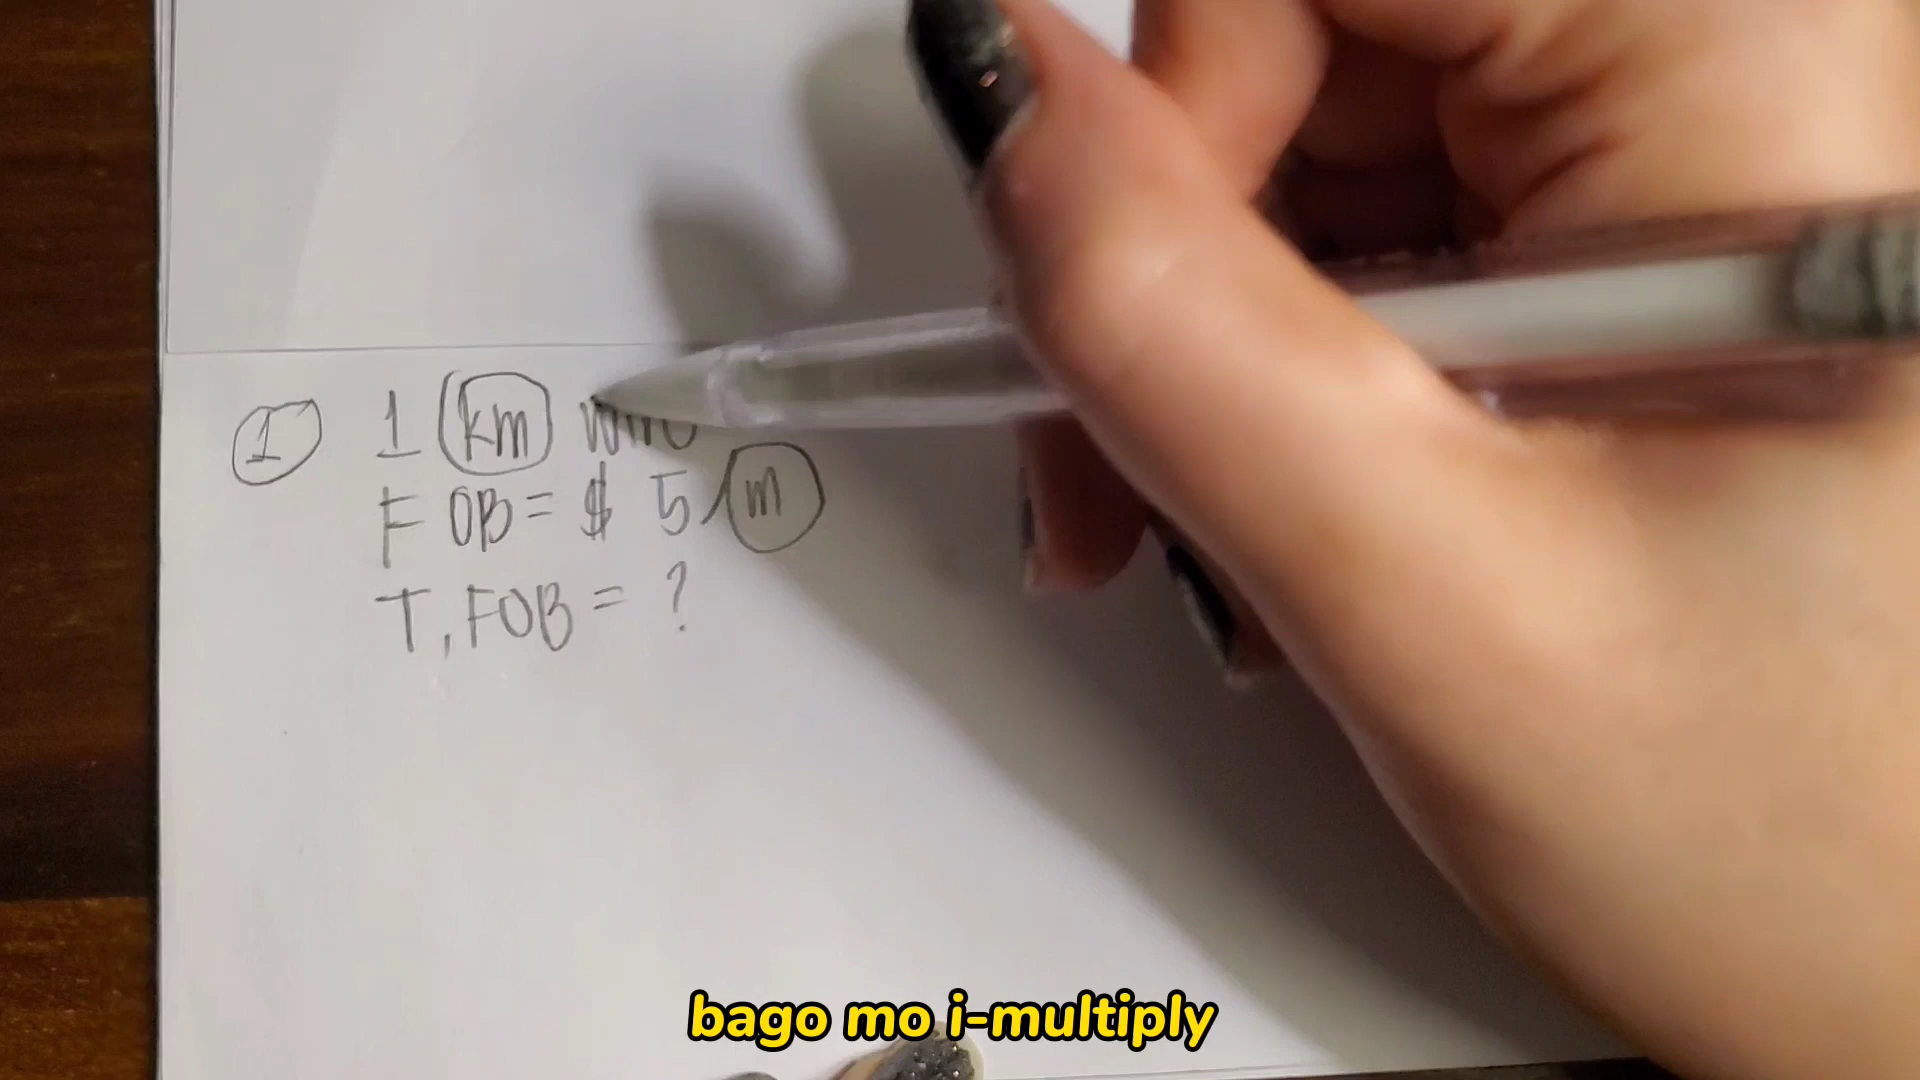 1 1 km
FOB = $ 5/m
T, FOB = ?
bago mo i-multiply